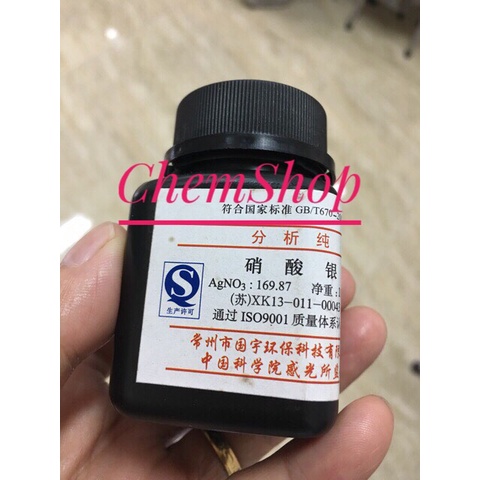 ChemShop
符合国家标准 GB/T670-
分析纯
硝酸银
AgNO₃:169.87 净重:
(苏)XK13-011-0004
通过 ISO9001 质量体系
生产许可
常州市国宇环保科技有限
中国科学院感光所